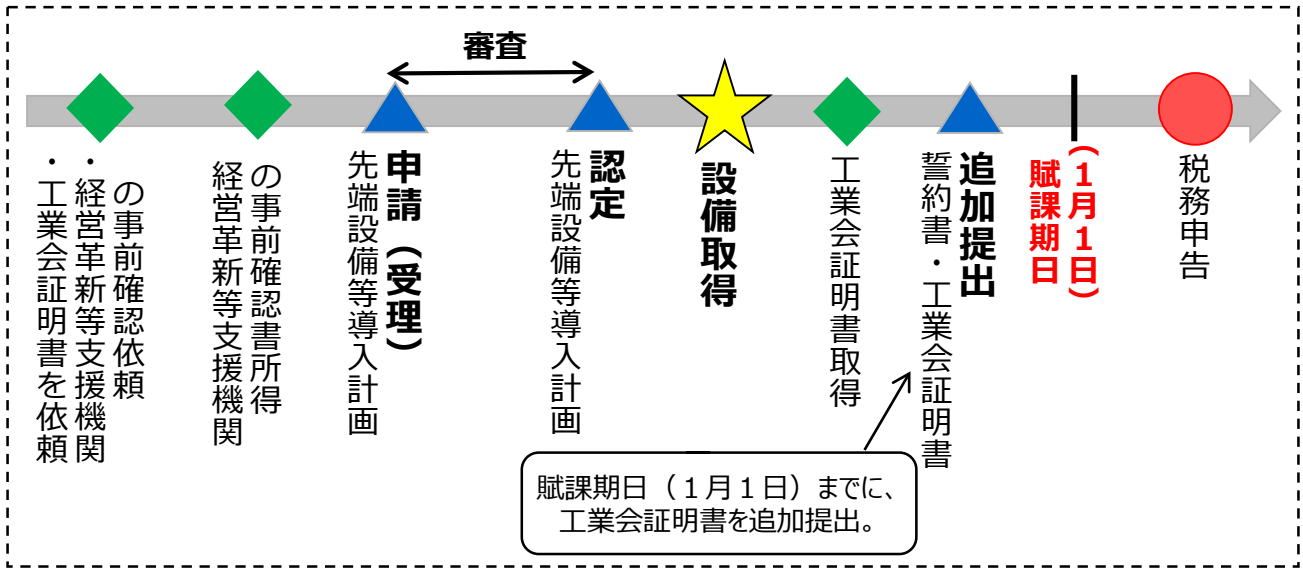 審査
・工業会証明書を依頼
・経営革新等支援機関
の事前確認依頼
経営革新等支援機関
の事前確認書所得
先端設備等導入計画
申請（受理）
先端設備等導入計画
認定
設備取得
工業会証明書取得
誓約書・工業会証明書
追加提出
賦課期日
（１月１日）
税務申告
賦課期日（１月１日）までに、
工業会証明書を追加提出。